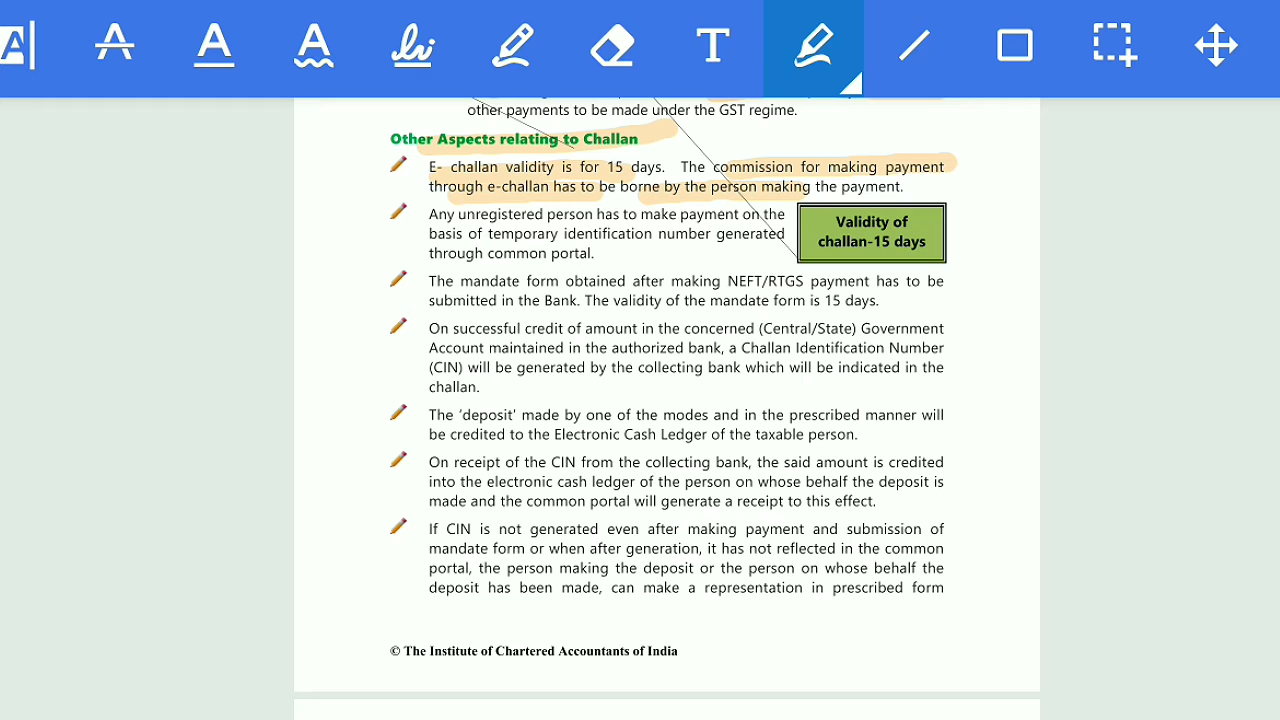 other payments to be made under the GST regime.
Other Aspects relating to Challan
E- challan validity is for 15 days. The commission for making payment
through e-challan has to be borne by the person making the payment.
Any unregistered person has to make payment on the
basis of temporary identification number generated
through common portal.
Validity of
challan-15 days
The mandate form obtained after making NEFT/RTGS payment has to be
submitted in the Bank. The validity of the mandate form is 15 days.
On successful credit of amount in the concerned (Central/State) Government
Account maintained in the authorized bank, a Challan Identification Number
(CIN) will be generated by the collecting bank which will be indicated in the
challan.
The ‘deposit’ made by one of the modes and in the prescribed manner will
be credited to the Electronic Cash Ledger of the taxable person.
On receipt of the CIN from the collecting bank, the said amount is credited
into the electronic cash ledger of the person on whose behalf the deposit is
made and the common portal will generate a receipt to this effect.
If CIN is not generated even after making payment and submission of
mandate form or when after generation, it has not reflected in the common
portal, the person making the deposit or the person on whose behalf the
deposit has been made, can make a representation in prescribed form
© The Institute of Chartered Accountants of India